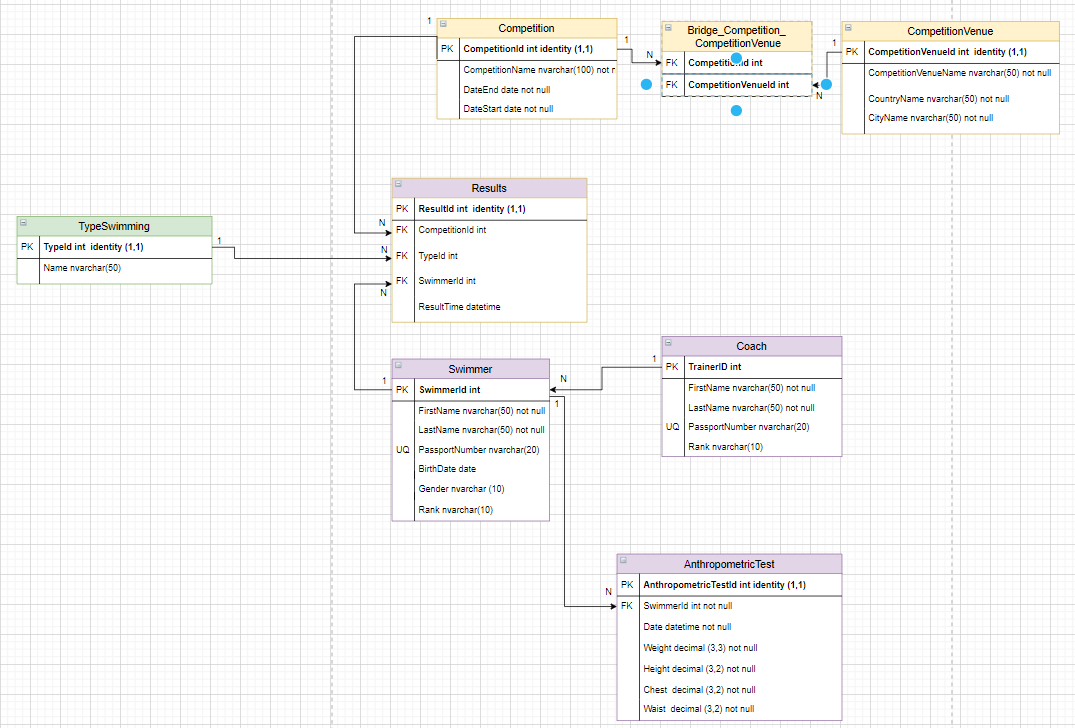 1
Competition
PK CompetitionId int identity (1,1)
CompetitionName nvarchar(100) not r
DateEnd date not null
DateStart date not null
1
N
Bridge_Competition_
CompetitionVenue
FK int
FK CompetitionVenueId int
1
N
CompetitionVenue
PK CompetitionVenueId int identity (1,1)
CompetitionVenueName nvarchar(50) not null
CountryName nvarchar(50) not null
CityName nvarchar(50) not null
Results
PK ResultId int identity (1,1)
N
FK CompetitionId int
N
FK TypeId int
FK SwimmerId int
N
ResultTime datetime
TypeSwimming
PK TypeId int identity (1,1)
1
Name nvarchar(50)
Swimmer
1
PK SwimmerId int
FirstName nvarchar(50) not null
LastName nvarchar(50) not null
UQ PassportNumber nvarchar(20)
BirthDate date
Gender nvarchar (10)
Rank nvarchar(10)
N
1
1
Coach
PK TrainerID int
FirstName nvarchar(50) not null
LastName nvarchar(50) not null
UQ PassportNumber nvarchar(20)
Rank nvarchar(10)
AnthropometricTest
PK AnthropometricTestId int identity (1,1)
N
FK SwimmerId int not null
Date datetime not null
Weight decimal (3,3) not null
Height decimal (3,2) not null
Chest decimal (3,2) not null
Waist decimal (3,2) not null